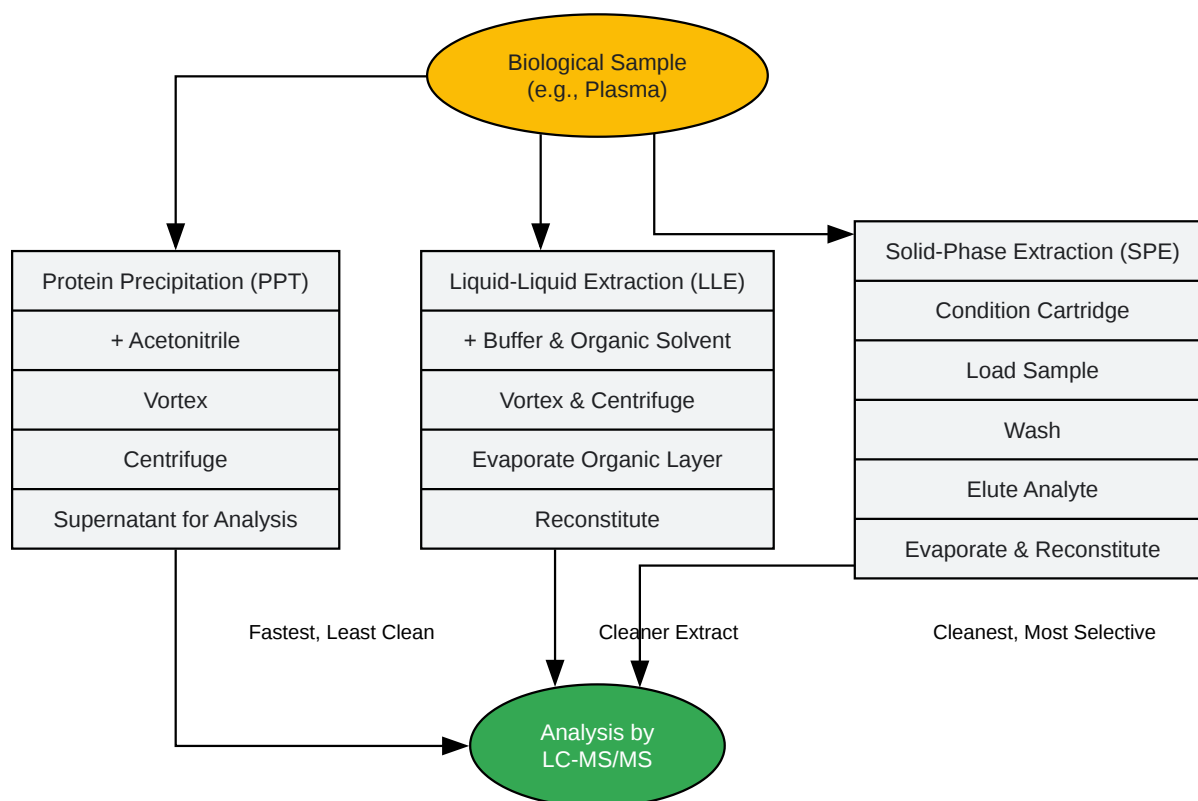 Biological Sample
(e.g., Plasma)
Protein Precipitation (PPT)
+ Acetonitrile
Vortex
Centrifuge
Supernatant for Analysis
Liquid-Liquid Extraction (LLE)
+ Buffer & Organic Solvent
Vortex & Centrifuge
Evaporate Organic Layer
Reconstitute
Solid-Phase Extraction (SPE)
Condition Cartridge
Load Sample
Wash
Elute Analyte
Evaporate & Reconstitute
Fastest, Least Clean
Cleaner Extract
Cleanest, Most Selective
Analysis by
LC-MS/MS